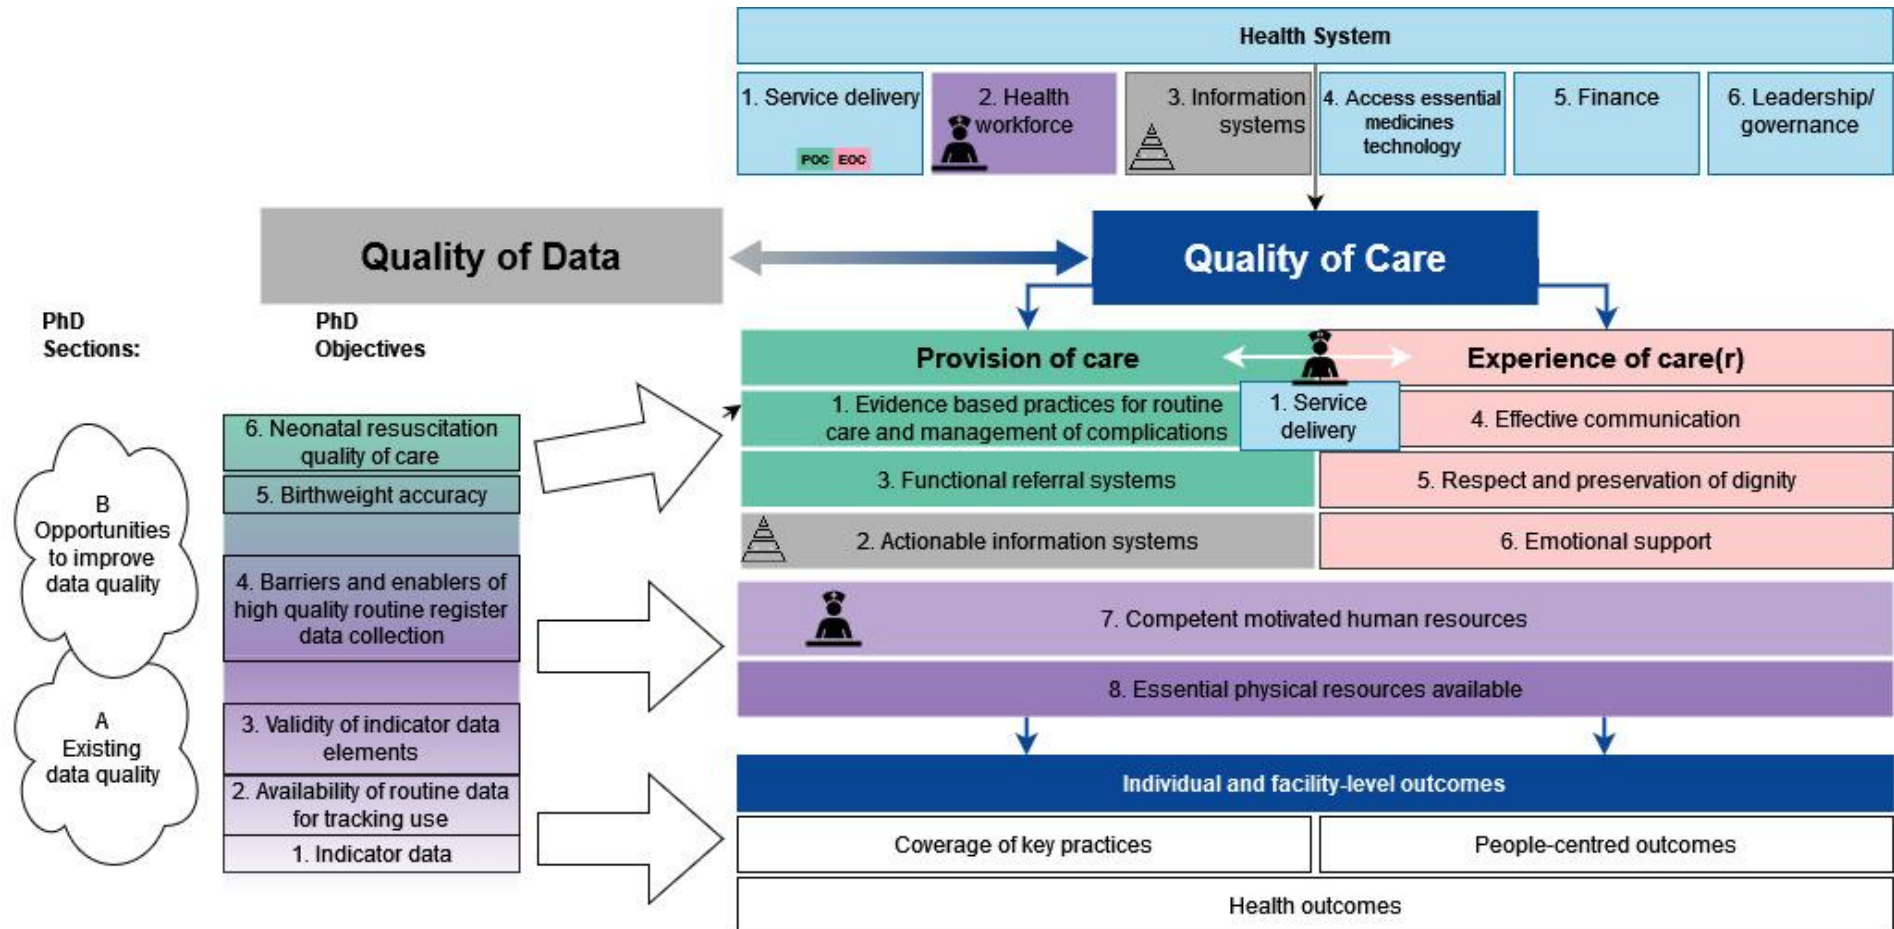 Health System
1. Service delivery
POC EOC
2. Health
workforce
3. Information
systems
4. Access essential
medicines
technology
5. Finance
6. Leadership/
governance
Quality of Data
Quality of Care
PhD
Sections:
PhD
Objectives
B
Opportunities
to improve
data quality
A
Existing
data quality
6. Neonatal resuscitation
quality of care
5. Birthweight accuracy
4. Barriers and enablers of
high quality routine register
data collection
3. Validity of indicator data
elements
2. Availability of routine data
for tracking use
1. Indicator data
Provision of care
Experience of care(r)
1. Evidence based practices for routine
care and management of complications
1. Service
delivery
4. Effective communication
3. Functional referral systems
5. Respect and preservation of dignity
2. Actionable information systems
6. Emotional support
7. Competent motivated human resources
8. Essential physical resources available
Individual and facility-level outcomes
Coverage of key practices
People-centred outcomes
Health outcomes